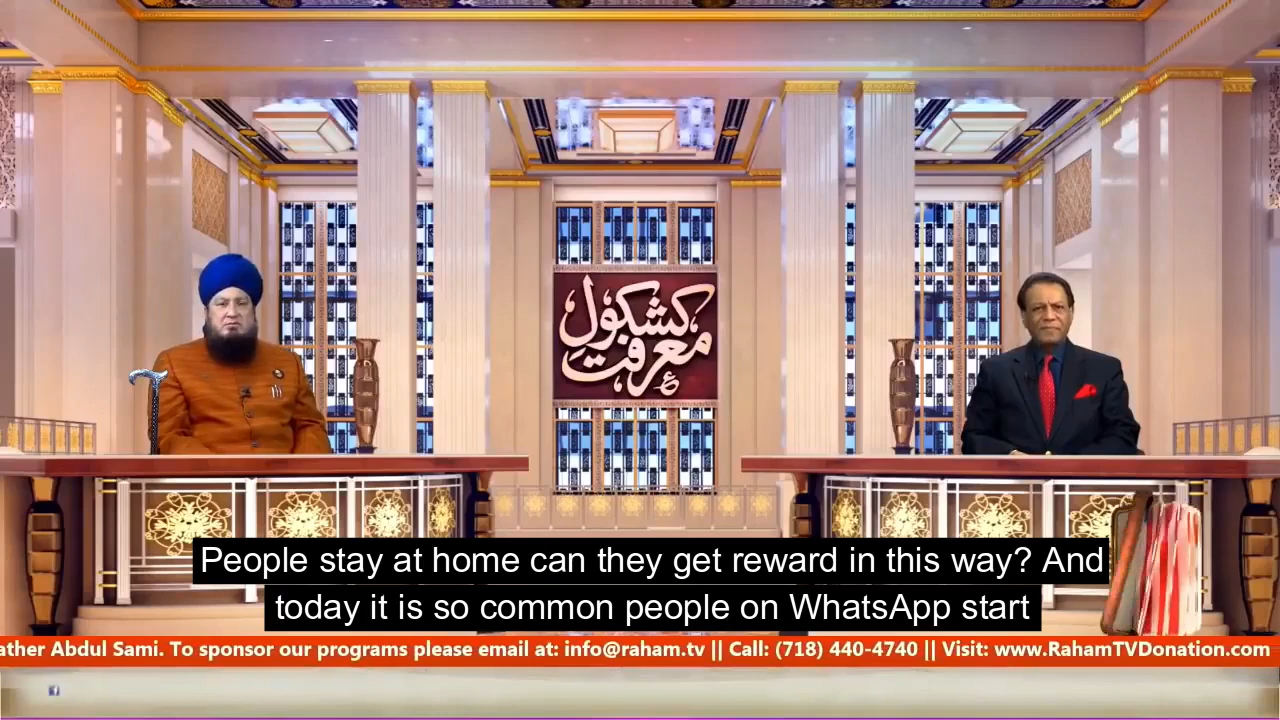 کشکولِ
معرفت
People stay at home can they get reward in this way? And
today it is so common people on WhatsApp start
ather Abdul Sami. To sponsor our programs please email at: info@raham.tv || Call: (718) 440-4740 || Visit: www.RahamTVDonation.com